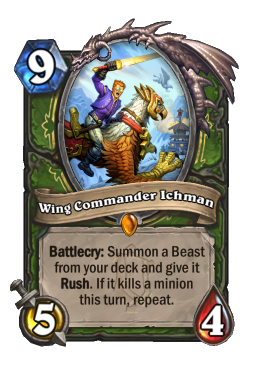 9
Wing Commander Ichman
Battlecry: Summon a Beast
from your deck and give it
Rush. If it kills a minion
this turn, repeat.
5
4